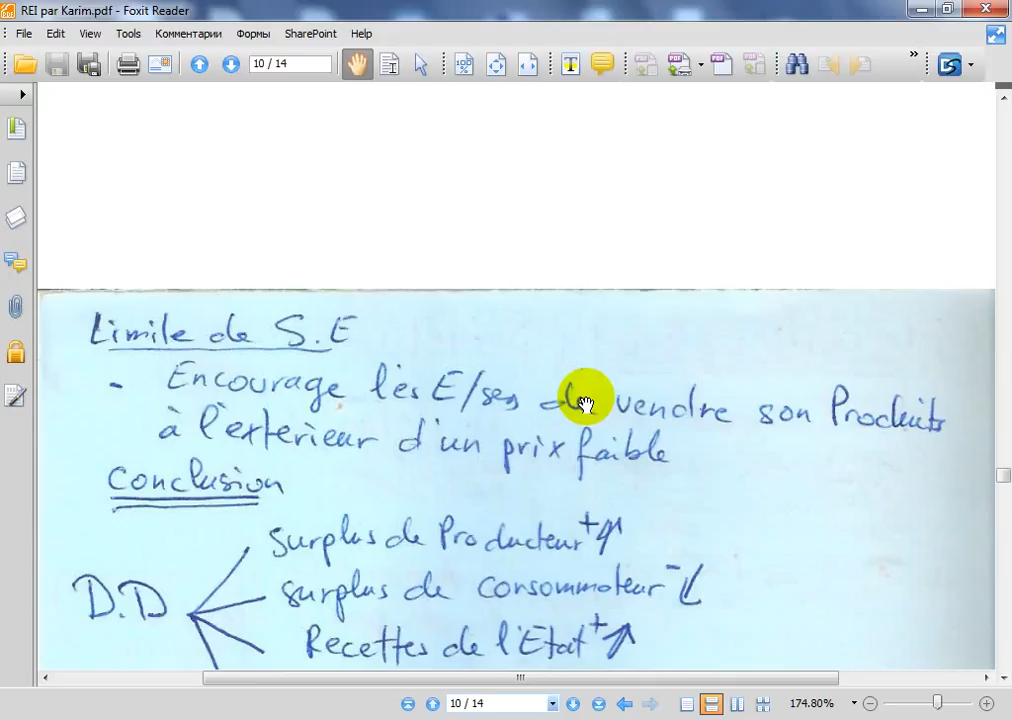 REI par Karim.pdf - Foxit Reader
File Edit View Tools Комментарии Формы SharePoint Help
10 / 14
Limite de S.E
- Encourage les E/ses de vendre son Produits
à l'exterieur d'un prix faible
Conclusion
surplus de Producteur + ↗
D.D surplus de consommateur - ↙
Recettes de l'Etat + ↗
10 / 14 174.80%